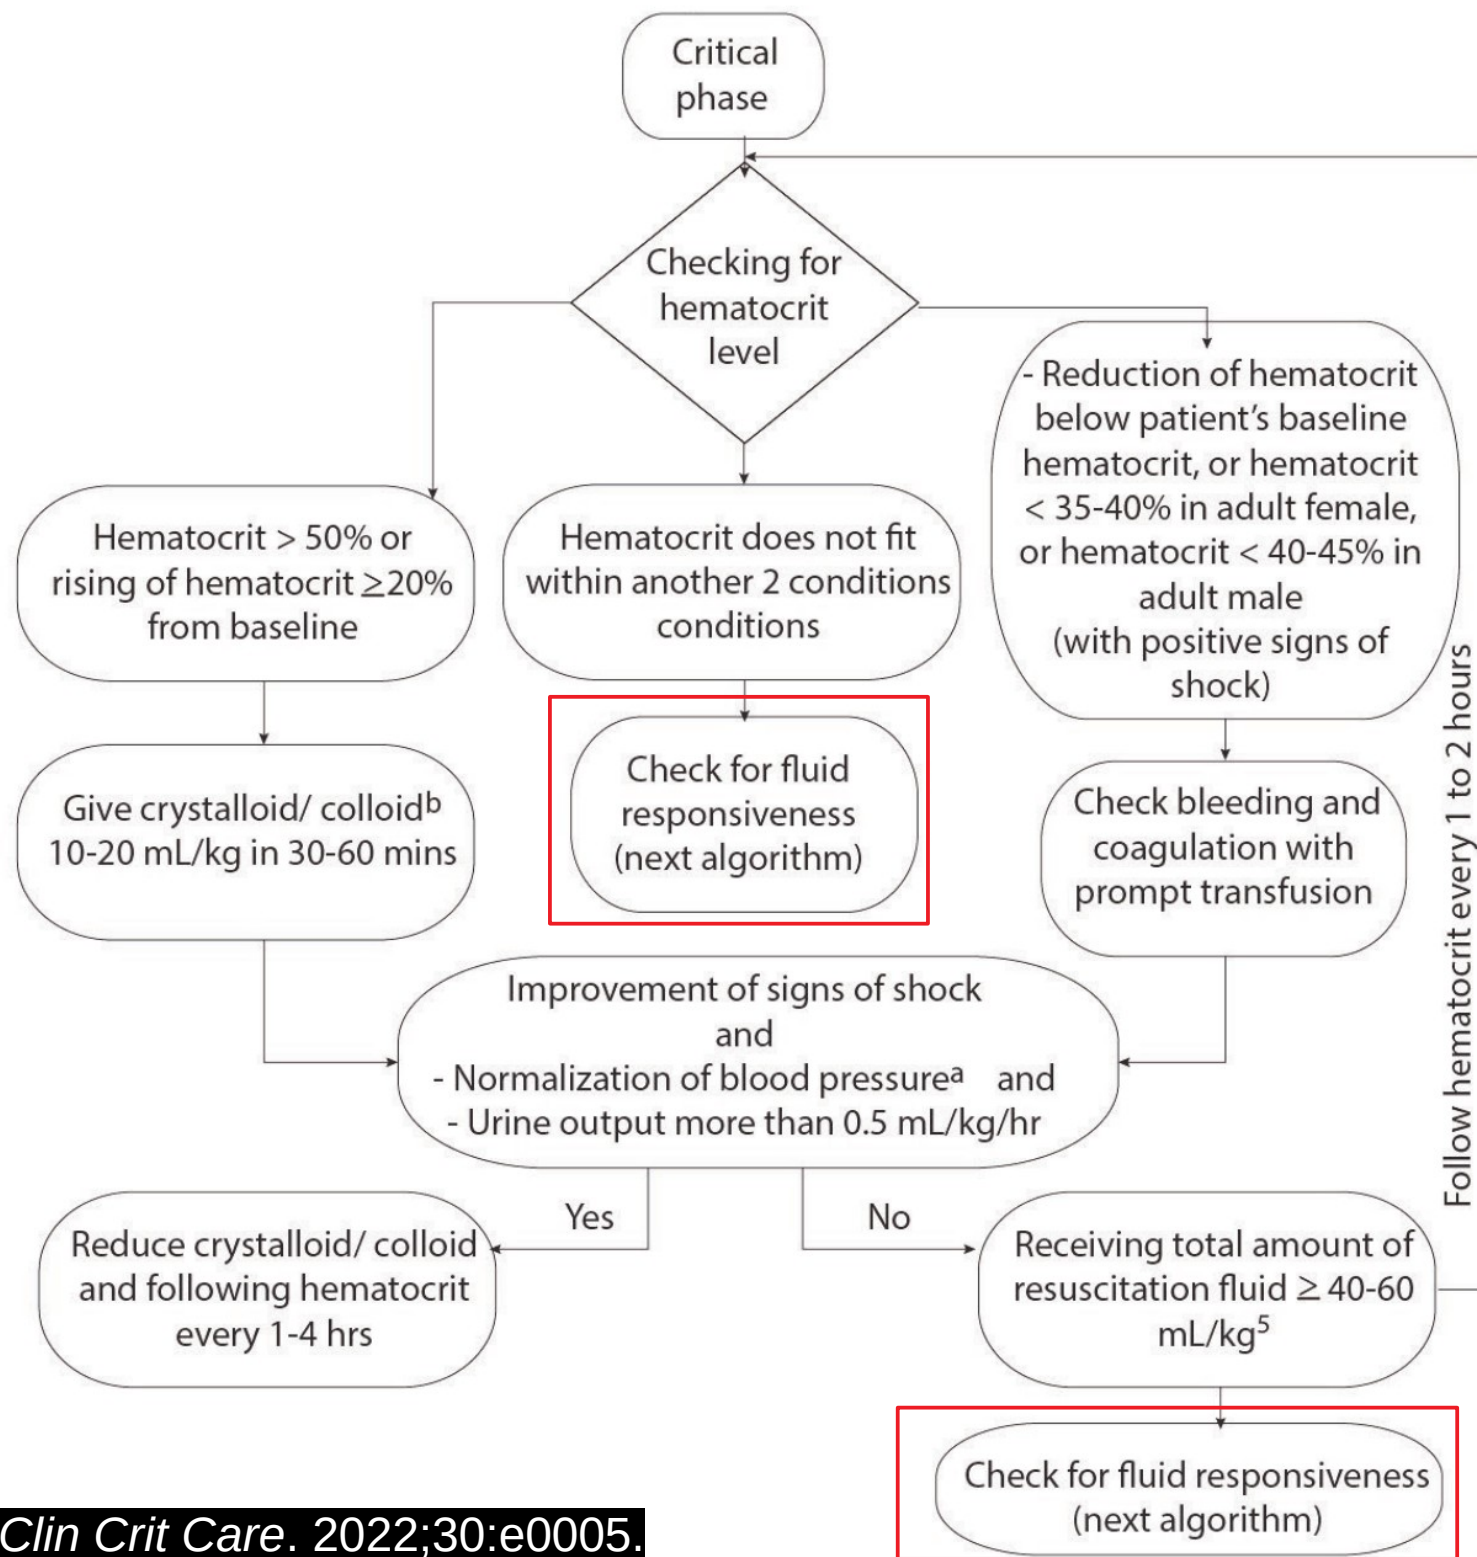 Critical
phase
Checking for
hematocrit
level
Hematocrit > 50% or
rising of hematocrit ≥20%
from baseline
Hematocrit does not fit
within another 2 conditions
conditions
- Reduction of hematocrit
below patient’s baseline
hematocrit, or hematocrit
< 35-40% in adult female,
or hematocrit < 40-45% in
adult male
(with positive signs of
shock)
Give crystalloid/ colloidᵇ
10-20 mL/kg in 30-60 mins
Check for fluid
responsiveness
(next algorithm)
Check bleeding and
coagulation with
prompt transfusion
Follow hematocrit every 1 to 2 hours
Improvement of signs of shock
and
- Normalization of blood pressureᵃ and
- Urine output more than 0.5 mL/kg/hr
Yes
No
Reduce crystalloid/ colloid
and following hematocrit
every 1-4 hrs
Receiving total amount of
resuscitation fluid ≥ 40-60
mL/kg⁵
Check for fluid responsiveness
(next algorithm)
Clin Crit Care. 2022;30:e0005.